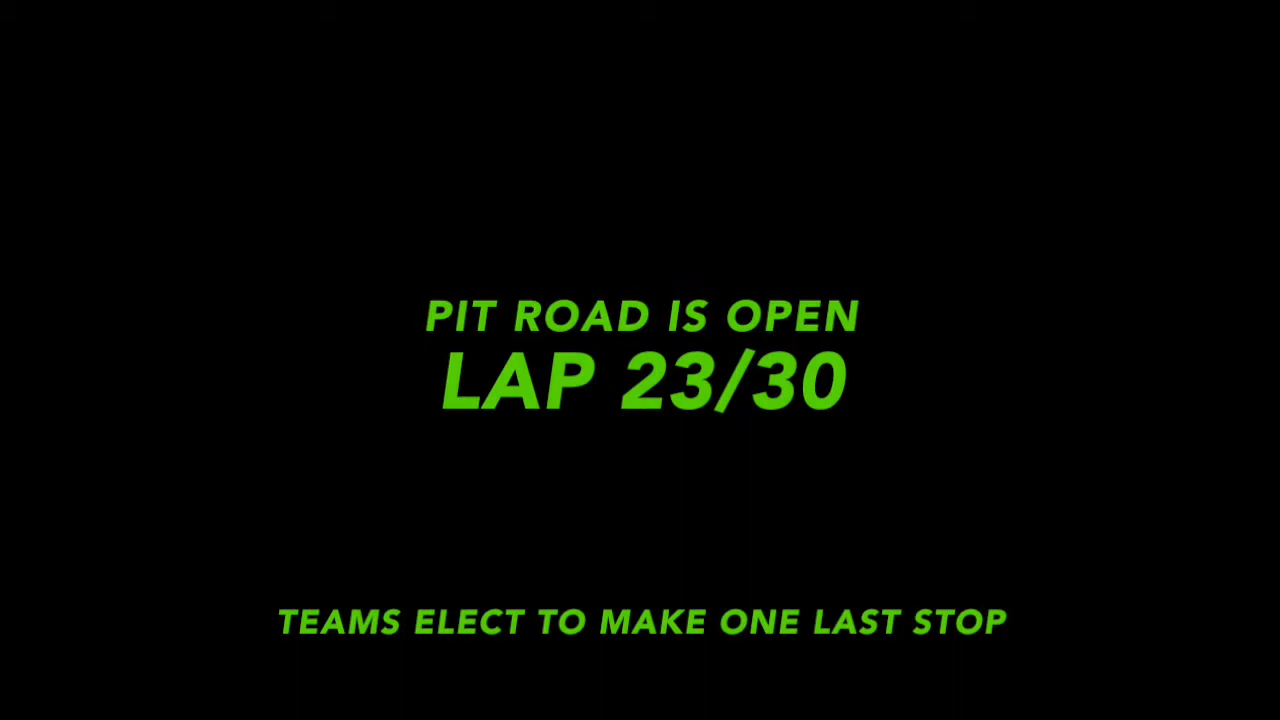 PIT ROAD IS OPEN
LAP 23/30
TEAMS ELECT TO MAKE ONE LAST STOP